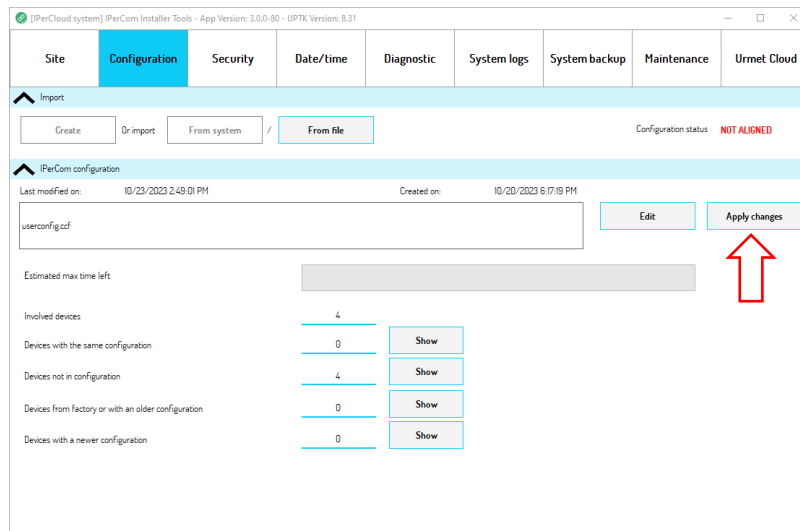 [IPerCloud system] IPerCom Installer Tools - App Version: 3.0.0-80 - UPTK Version: 8.31
Site Configuration Security Date/time Diagnostic System logs System backup Maintenance Urmet Cloud
Import
Create Or import From system / From file Configuration status NOT ALIGNED
IPerCom configuration
Last modified on: 10/23/2023 2:49:01 PM Created on: 10/20/2023 6:17:19 PM
userconfig.ccf Edit Apply changes
Estimated max time left
Involved devices 4
Devices with the same configuration 0 Show
Devices not in configuration 4 Show
Devices from factory or with an older configuration 0 Show
Devices with a newer configuration 0 Show